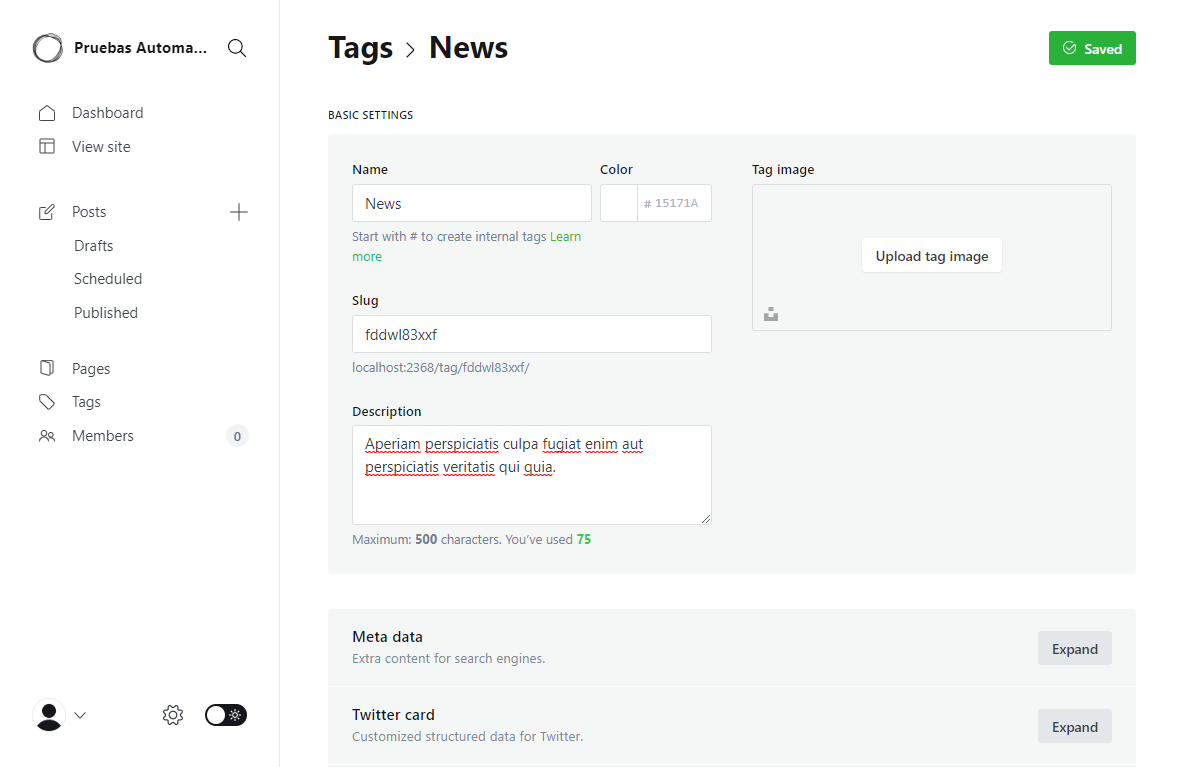 Pruebas Automa...
Dashboard
View site
Posts
Drafts
Scheduled
Published
Pages
Tags
Members
0
Tags > News
Saved
BASIC SETTINGS
Name
Color
Tag image
News
# 15171A
Start with # to create internal tags Learn
more
Upload tag image
Slug
fddwl83xxf
localhost:2368/tag/fddwl83xxf/
Description
Aperiam perspiciatis culpa fugiat enim aut
perspiciatis veritatis qui quia.
Maximum: 500 characters. You’ve used 75
Meta data
Extra content for search engines.
Expand
Twitter card
Customized structured data for Twitter.
Expand